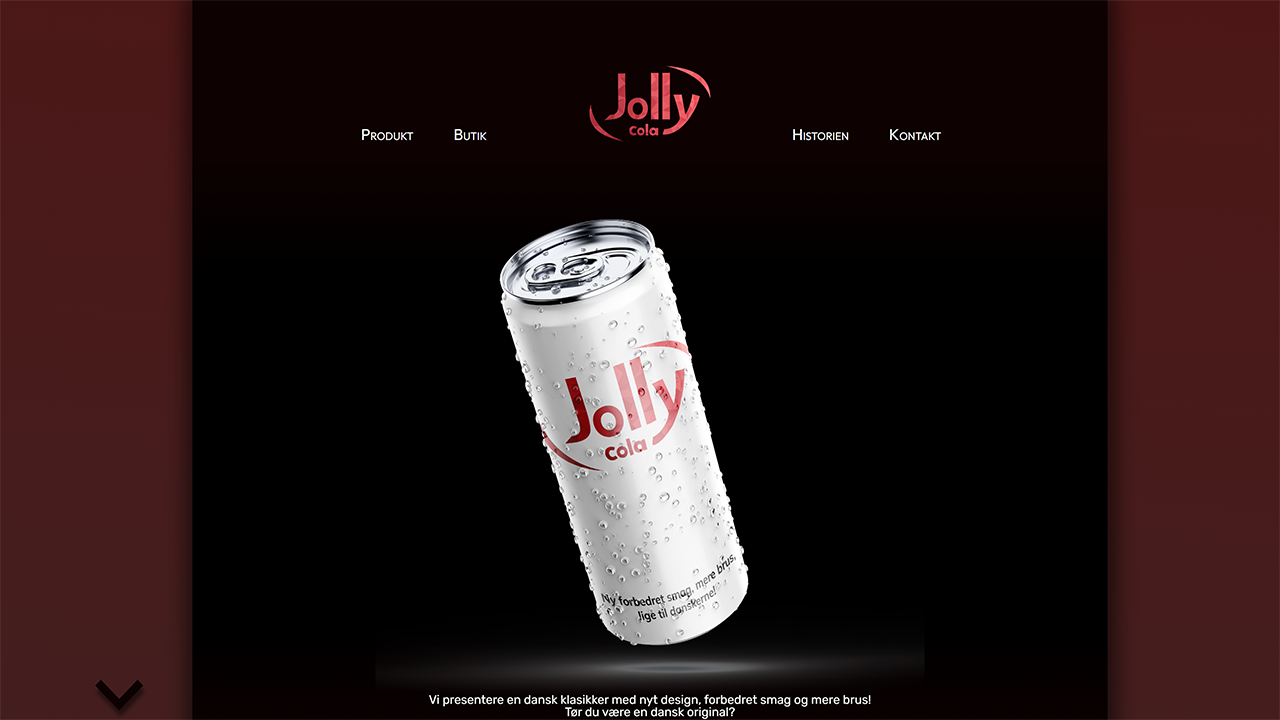 Jolly
cola
Produkt
Butik
Historien
Kontakt
Jolly
cola
Ny forbedret smag, mere brus,
lige til danskerne!
Vi presentere en dansk klasikker med nyt design, forbedret smag og mere brus!
Tør du være en dansk original?